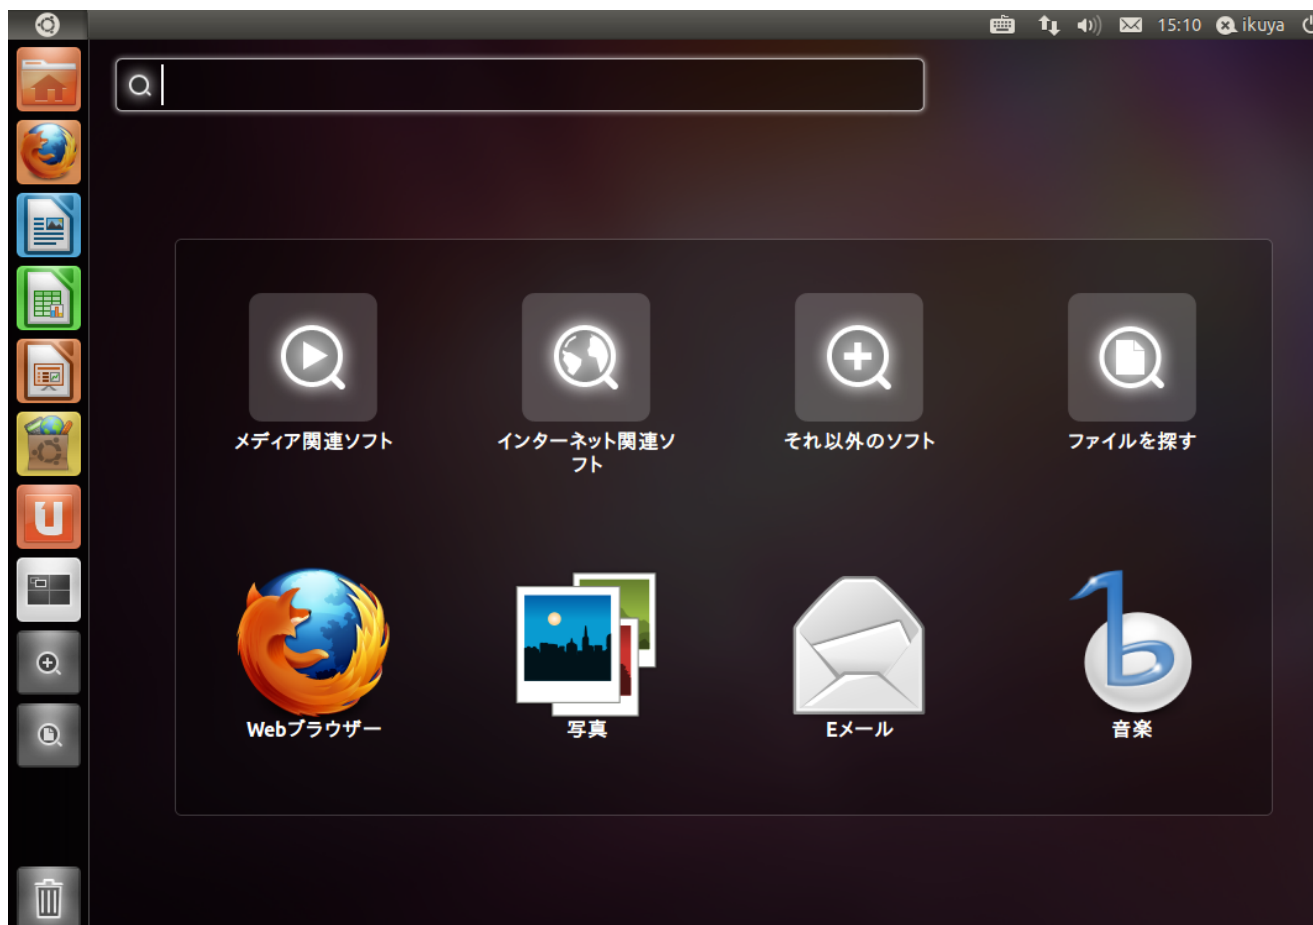 15:10 ikuya
メディア関連ソフト
インターネット関連ソ
フト
それ以外のソフト
ファイルを探す
Webブラウザー
写真
Eメール
音楽